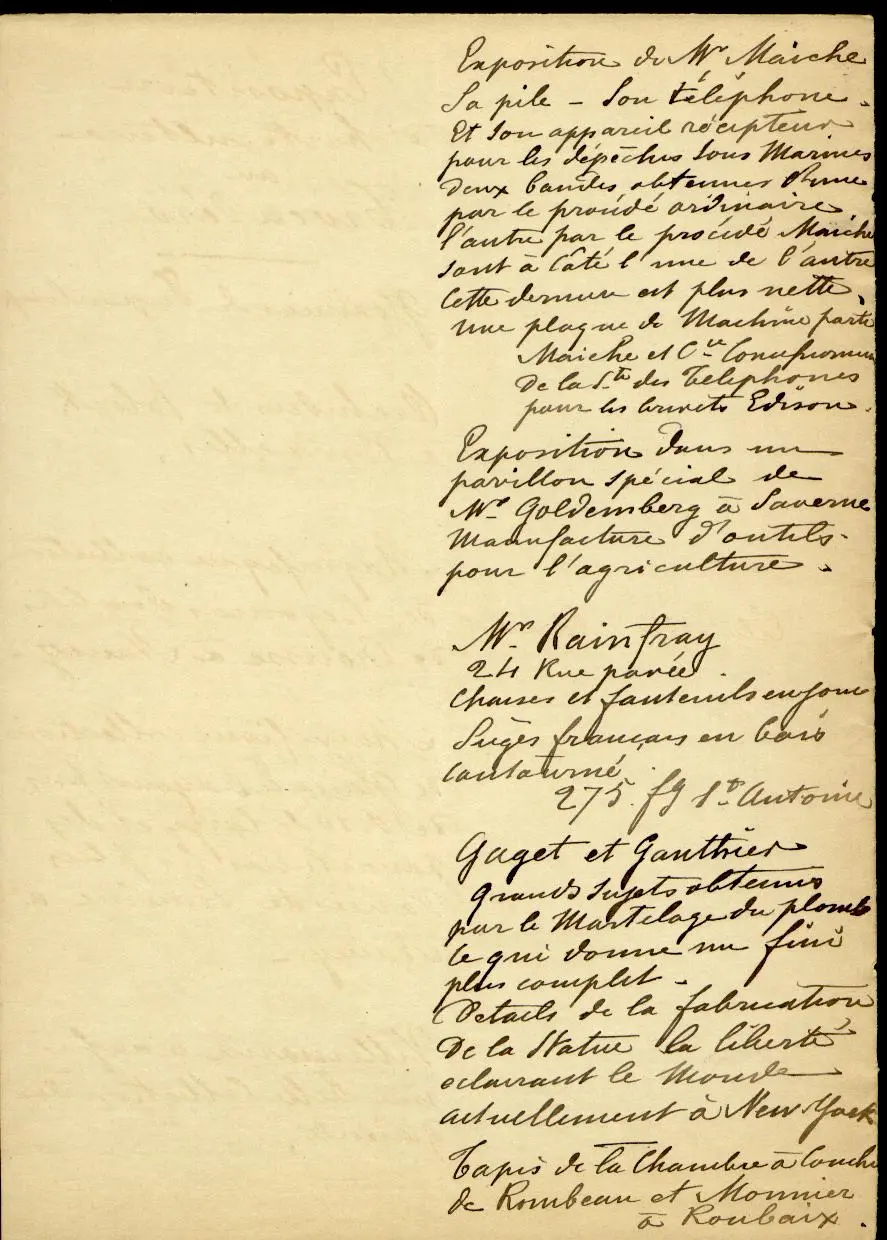 Exposition de Mr Maiche
Sa pile - Son téléphone.
Et son appareil récepteur
pour les dépêches sous Marines
deux bandes obtenues l'une
par le procédé ordinaire
l'autre par le procédé Maiche
sont à côté l'une de l'autre
Cette dernière est plus nette.
une plaque de Machine porte
Maiche et Cie
De la Sté des Téléphones
pour les brevets Edison.
Exposition dans un
pavillon spécial de
Mr Goldemberg à Saverne
Manufacture d'outils
pour l'agriculture.
Mr Rainfray
24 Rue pavée.
Chaises et fauteuils en jonc
Sièges français en bois
contourné.
275. fg St Antoine
Gaget et Gauthier
Grands sujets obtenus
par le Martelage du plomb
ce qui donne un fini
plus complet -
Détails de la fabrication
De la Statue la liberté
eclairant le Monde
actuellement à New York
Tapis de la Chambre à Coucher
de Rombeau et Monnier
à Roubaix.